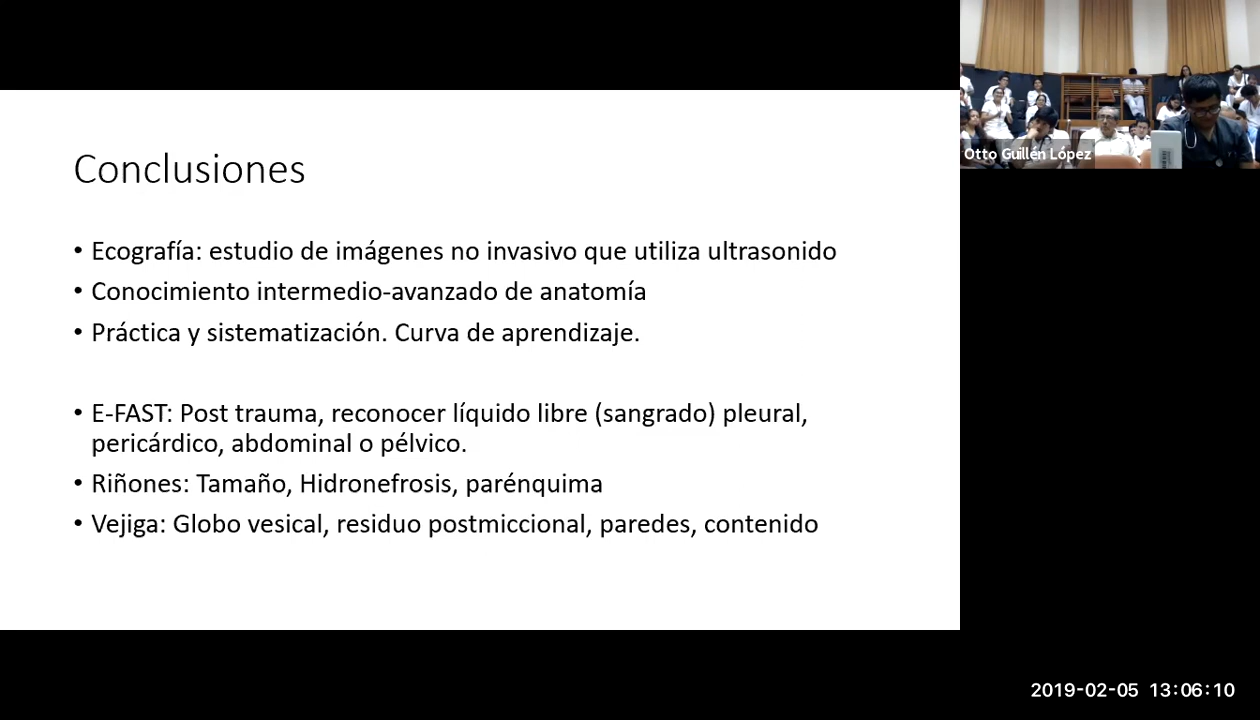 Conclusiones
• Ecografía: estudio de imágenes no invasivo que utiliza ultrasonido
• Conocimiento intermedio-avanzado de anatomía
• Práctica y sistematización. Curva de aprendizaje.
• E-FAST: Post trauma, reconocer líquido libre (sangrado) pleural,
pericárdico, abdominal o pélvico.
• Riñones: Tamaño, Hidronefrosis, parénquima
• Vejiga: Globo vesical, residuo postmiccional, paredes, contenido
Otto Guillén López
2019-02-05 13:06:10